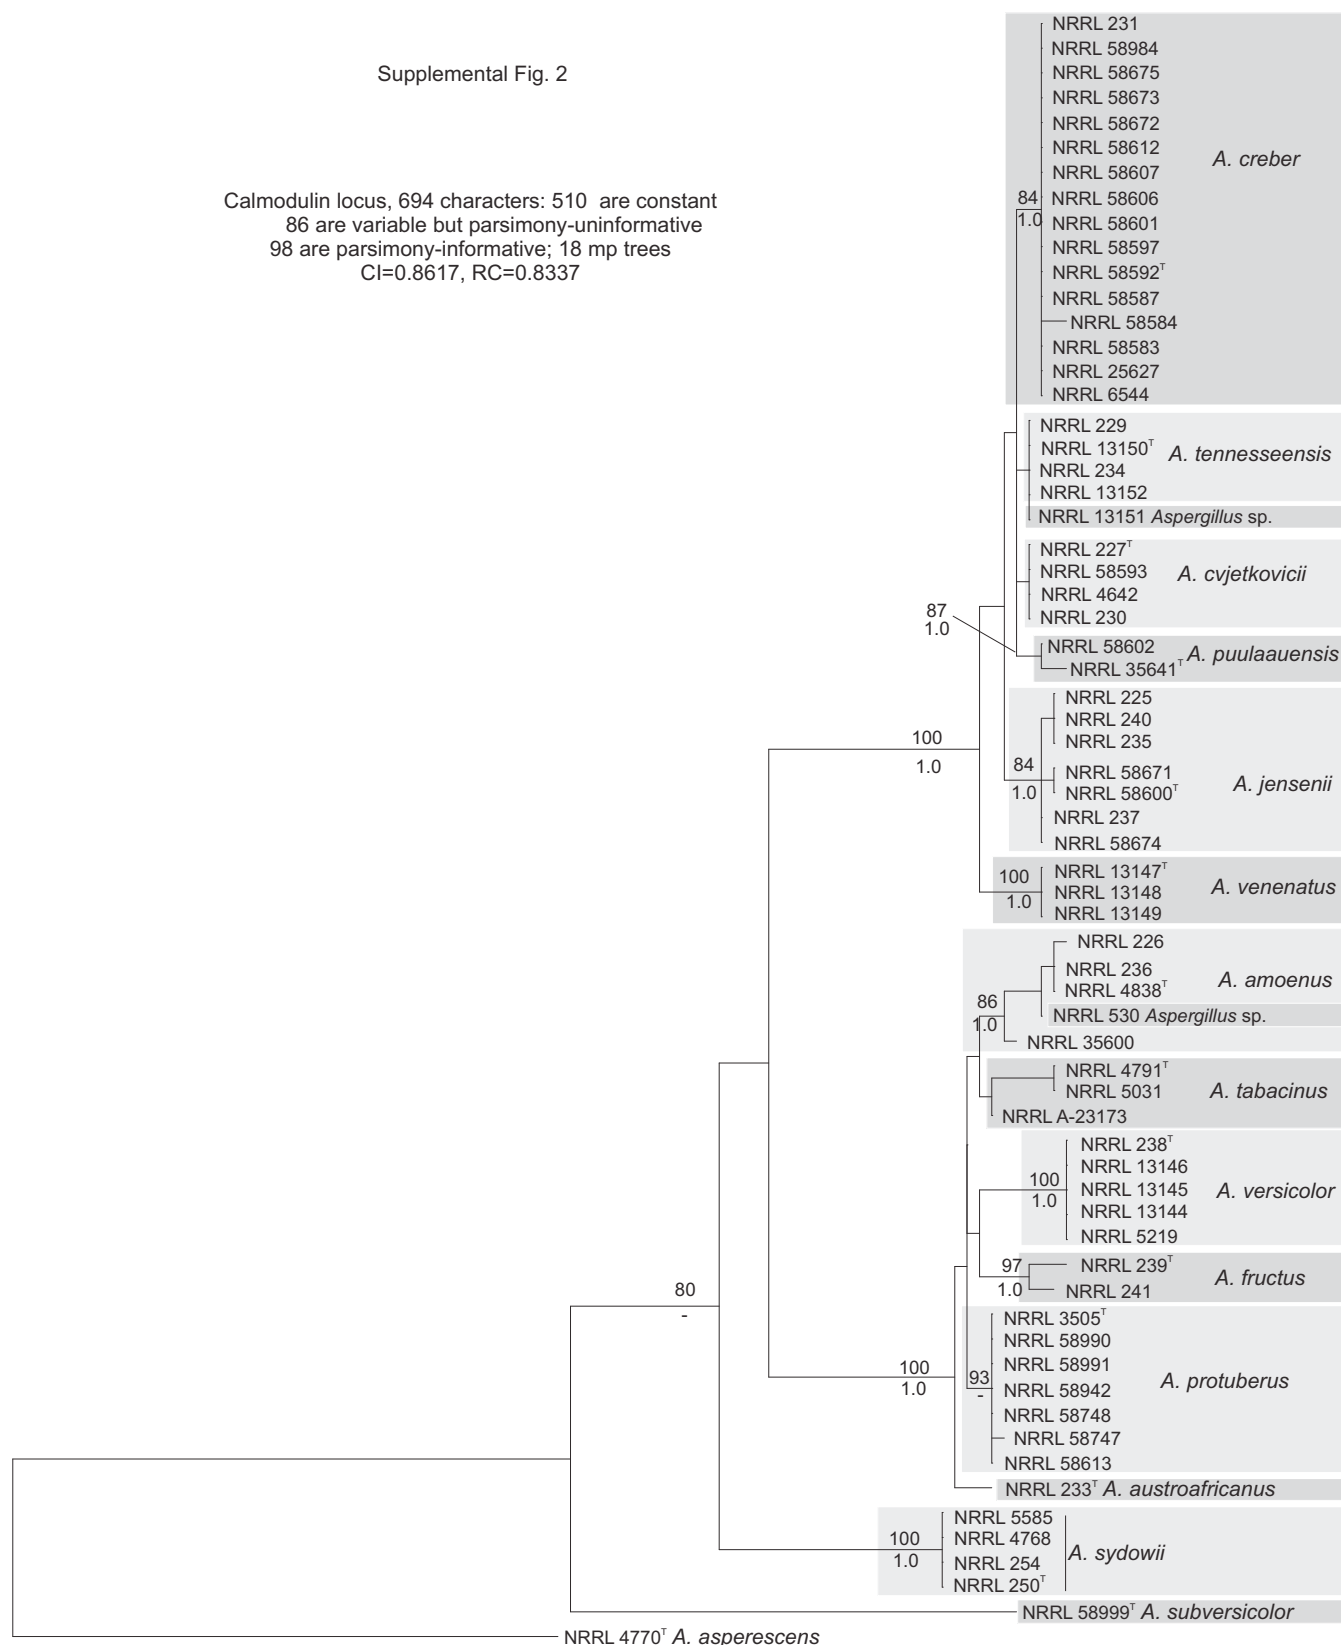 Supplemental Fig. 2
Calmodulin locus, 694 characters: 510 are constant
86 are variable but parsimony-uninformative
98 are parsimony-informative; 18 mp trees
CI=0.8617, RC=0.8337
NRRL 231
NRRL 58984
NRRL 58675
NRRL 58673
NRRL 58672
NRRL 58612
NRRL 58607
NRRL 58606
NRRL 58601
NRRL 58597
NRRL 58592ᵀ
NRRL 58587
NRRL 58584
NRRL 58583
NRRL 25627
NRRL 6544
A. creber
84
1.0
NRRL 229
NRRL 13150ᵀ
NRRL 234
NRRL 13152
A. tennesseensis
NRRL 13151 Aspergillus sp.
NRRL 227ᵀ
NRRL 58593
NRRL 4642
NRRL 230
A. cvjetkovicii
87
1.0
NRRL 58602
NRRL 35641ᵀ
A. puulaauensis
NRRL 225
NRRL 240
NRRL 235
NRRL 58671
NRRL 58600ᵀ
NRRL 237
NRRL 58674
A. jensenii
84
1.0
100
1.0
NRRL 13147ᵀ
NRRL 13148
NRRL 13149
A. venenatus
100
1.0
NRRL 226
NRRL 236
NRRL 4838ᵀ
A. amoenus
NRRL 530 Aspergillus sp.
NRRL 35600
86
1.0
NRRL 4791ᵀ
NRRL 5031
NRRL A-23173
A. tabacinus
NRRL 238ᵀ
NRRL 13146
NRRL 13145
NRRL 13144
NRRL 5219
A. versicolor
100
1.0
NRRL 239ᵀ
NRRL 241
A. fructus
97
1.0
80
-
NRRL 3505ᵀ
NRRL 58990
NRRL 58991
NRRL 58942
NRRL 58748
NRRL 58747
NRRL 58613
A. protuberus
93
-
100
1.0
NRRL 233ᵀ A. austroafricanus
NRRL 5585
NRRL 4768
NRRL 254
NRRL 250ᵀ
A. sydowii
100
1.0
NRRL 58999ᵀ A. subversicolor
NRRL 4770ᵀ A. asperescens